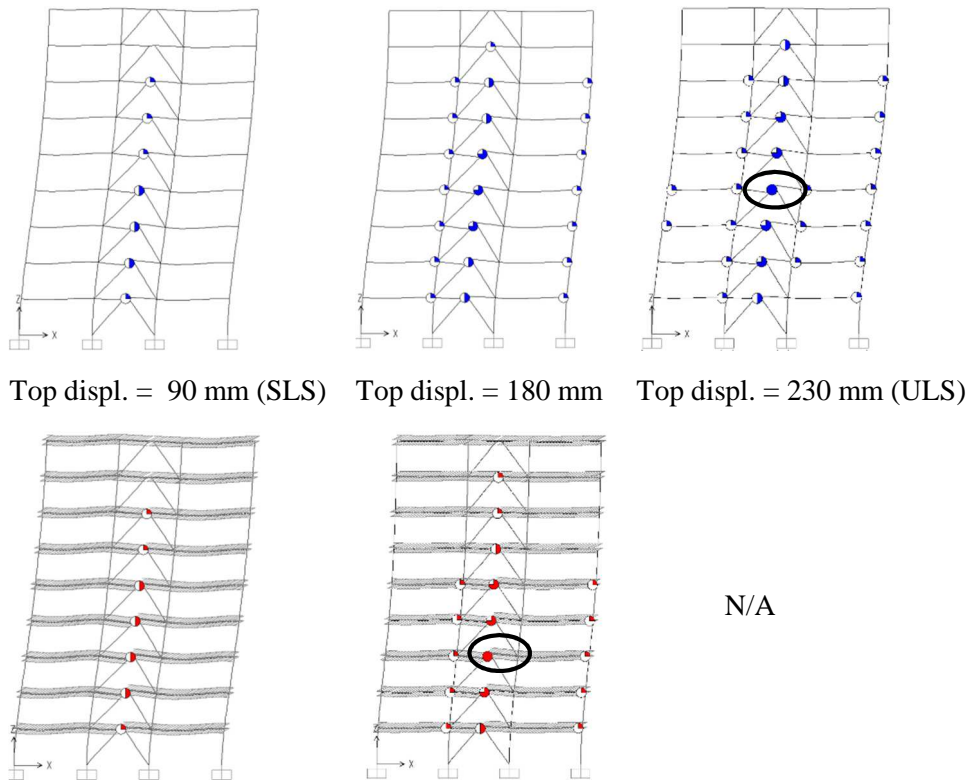 Z
X
Z
X
Z
X
Top displ. = 90 mm (SLS)
Top displ. = 180 mm
Top displ. = 230 mm (ULS)
N/A
Z
X
Z
X